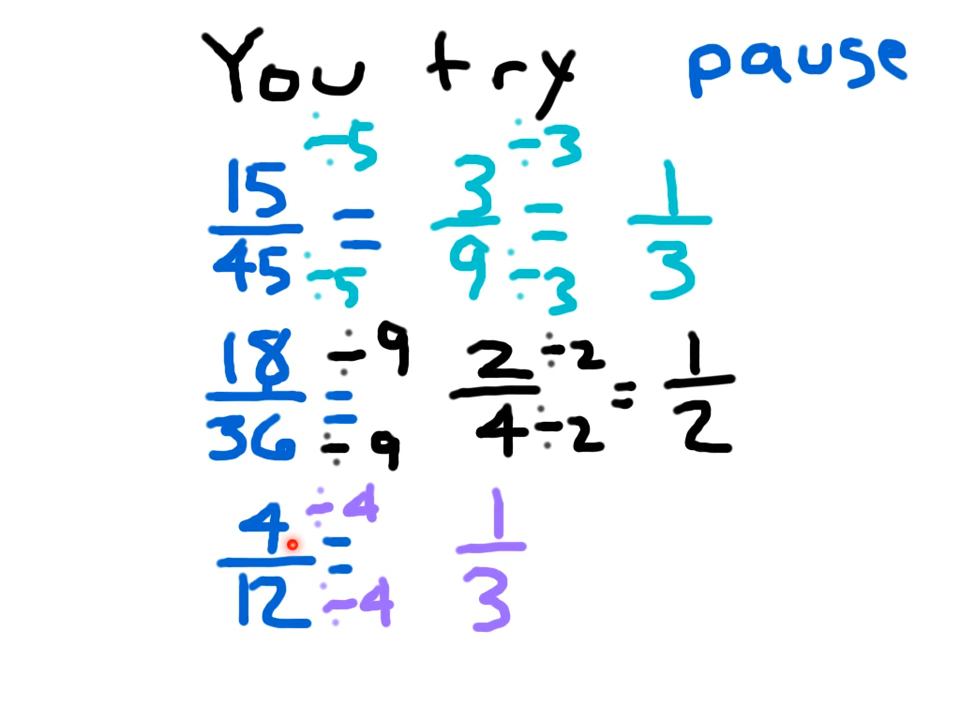 You try pause
15/45 ÷5/÷5 = 3/9 ÷3/÷3 = 1/3
18/36 ÷9/÷9 = 2/4 ÷2/÷2 = 1/2
4/12 ÷4/÷4 = 1/3